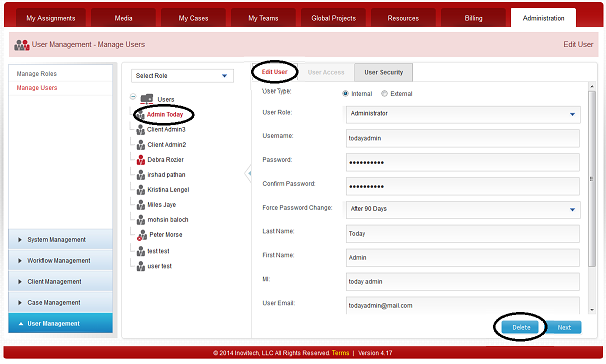 My Assignments Media My Cases My Teams Global Projects Resources Billing Administration
User Management - Manage Users
Edit User
Manage Roles
Manage Users
System Management
Workflow Management
Client Management
Case Management
User Management
Select Role
Users
Admin Today
Client Admin3
Client Admin2
Debra Rozier
irshad pathan
Kristina Lengel
Miles Jaye
mohsin baloch
Peter Morse
test test
user test
Edit User User Access User Security
User Type: Internal External
User Role: Administrator
Username: todayadmin
Password: ••••••••••
Confirm Password: ••••••••••
Force Password Change: After 90 Days
Last Name: Today
First Name: Admin
MI: today admin
User Email: todayadmin@mail.com
Delete Next
© 2014 Inovitech, LLC All Rights Reserved. Terms | Version 4.17